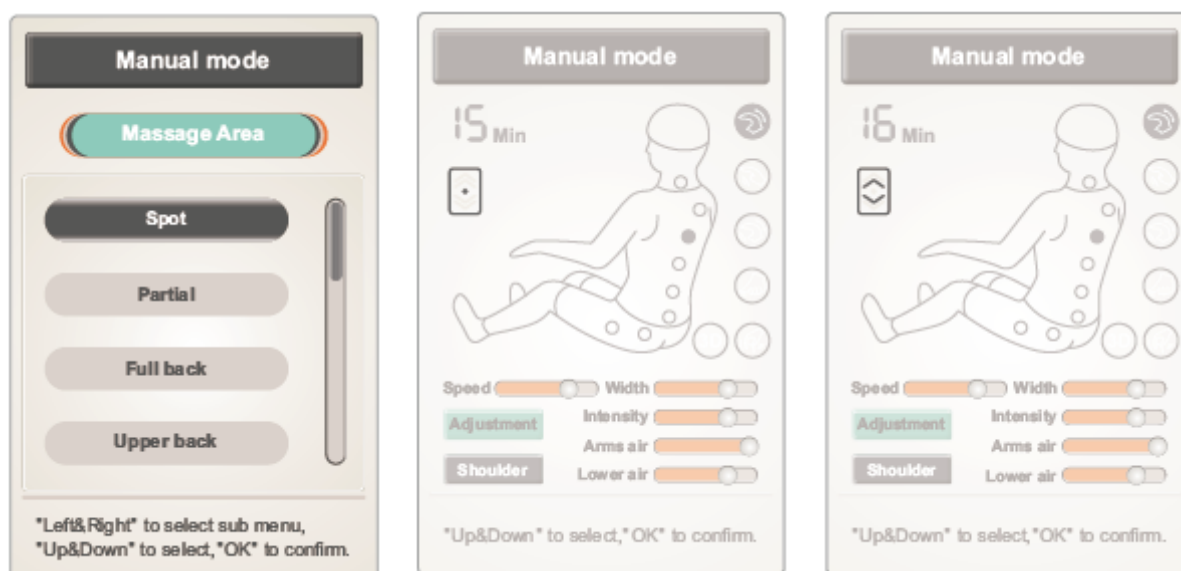 Manual mode
Massage Area
Spot
Partial
Full back
Upper back
"Left&Right" to select sub menu,
"Up&Down" to select,"OK" to confirm.
Manual mode
15 Min
Speed
Width
Adjustment
Intensity
Arms air
Shoulder
Lower air
"Up&Down" to select,"OK" to confirm.
Manual mode
16 Min
Speed
Width
Adjustment
Intensity
Arms air
Shoulder
Lower air
"Up&Down" to select,"OK" to confirm.